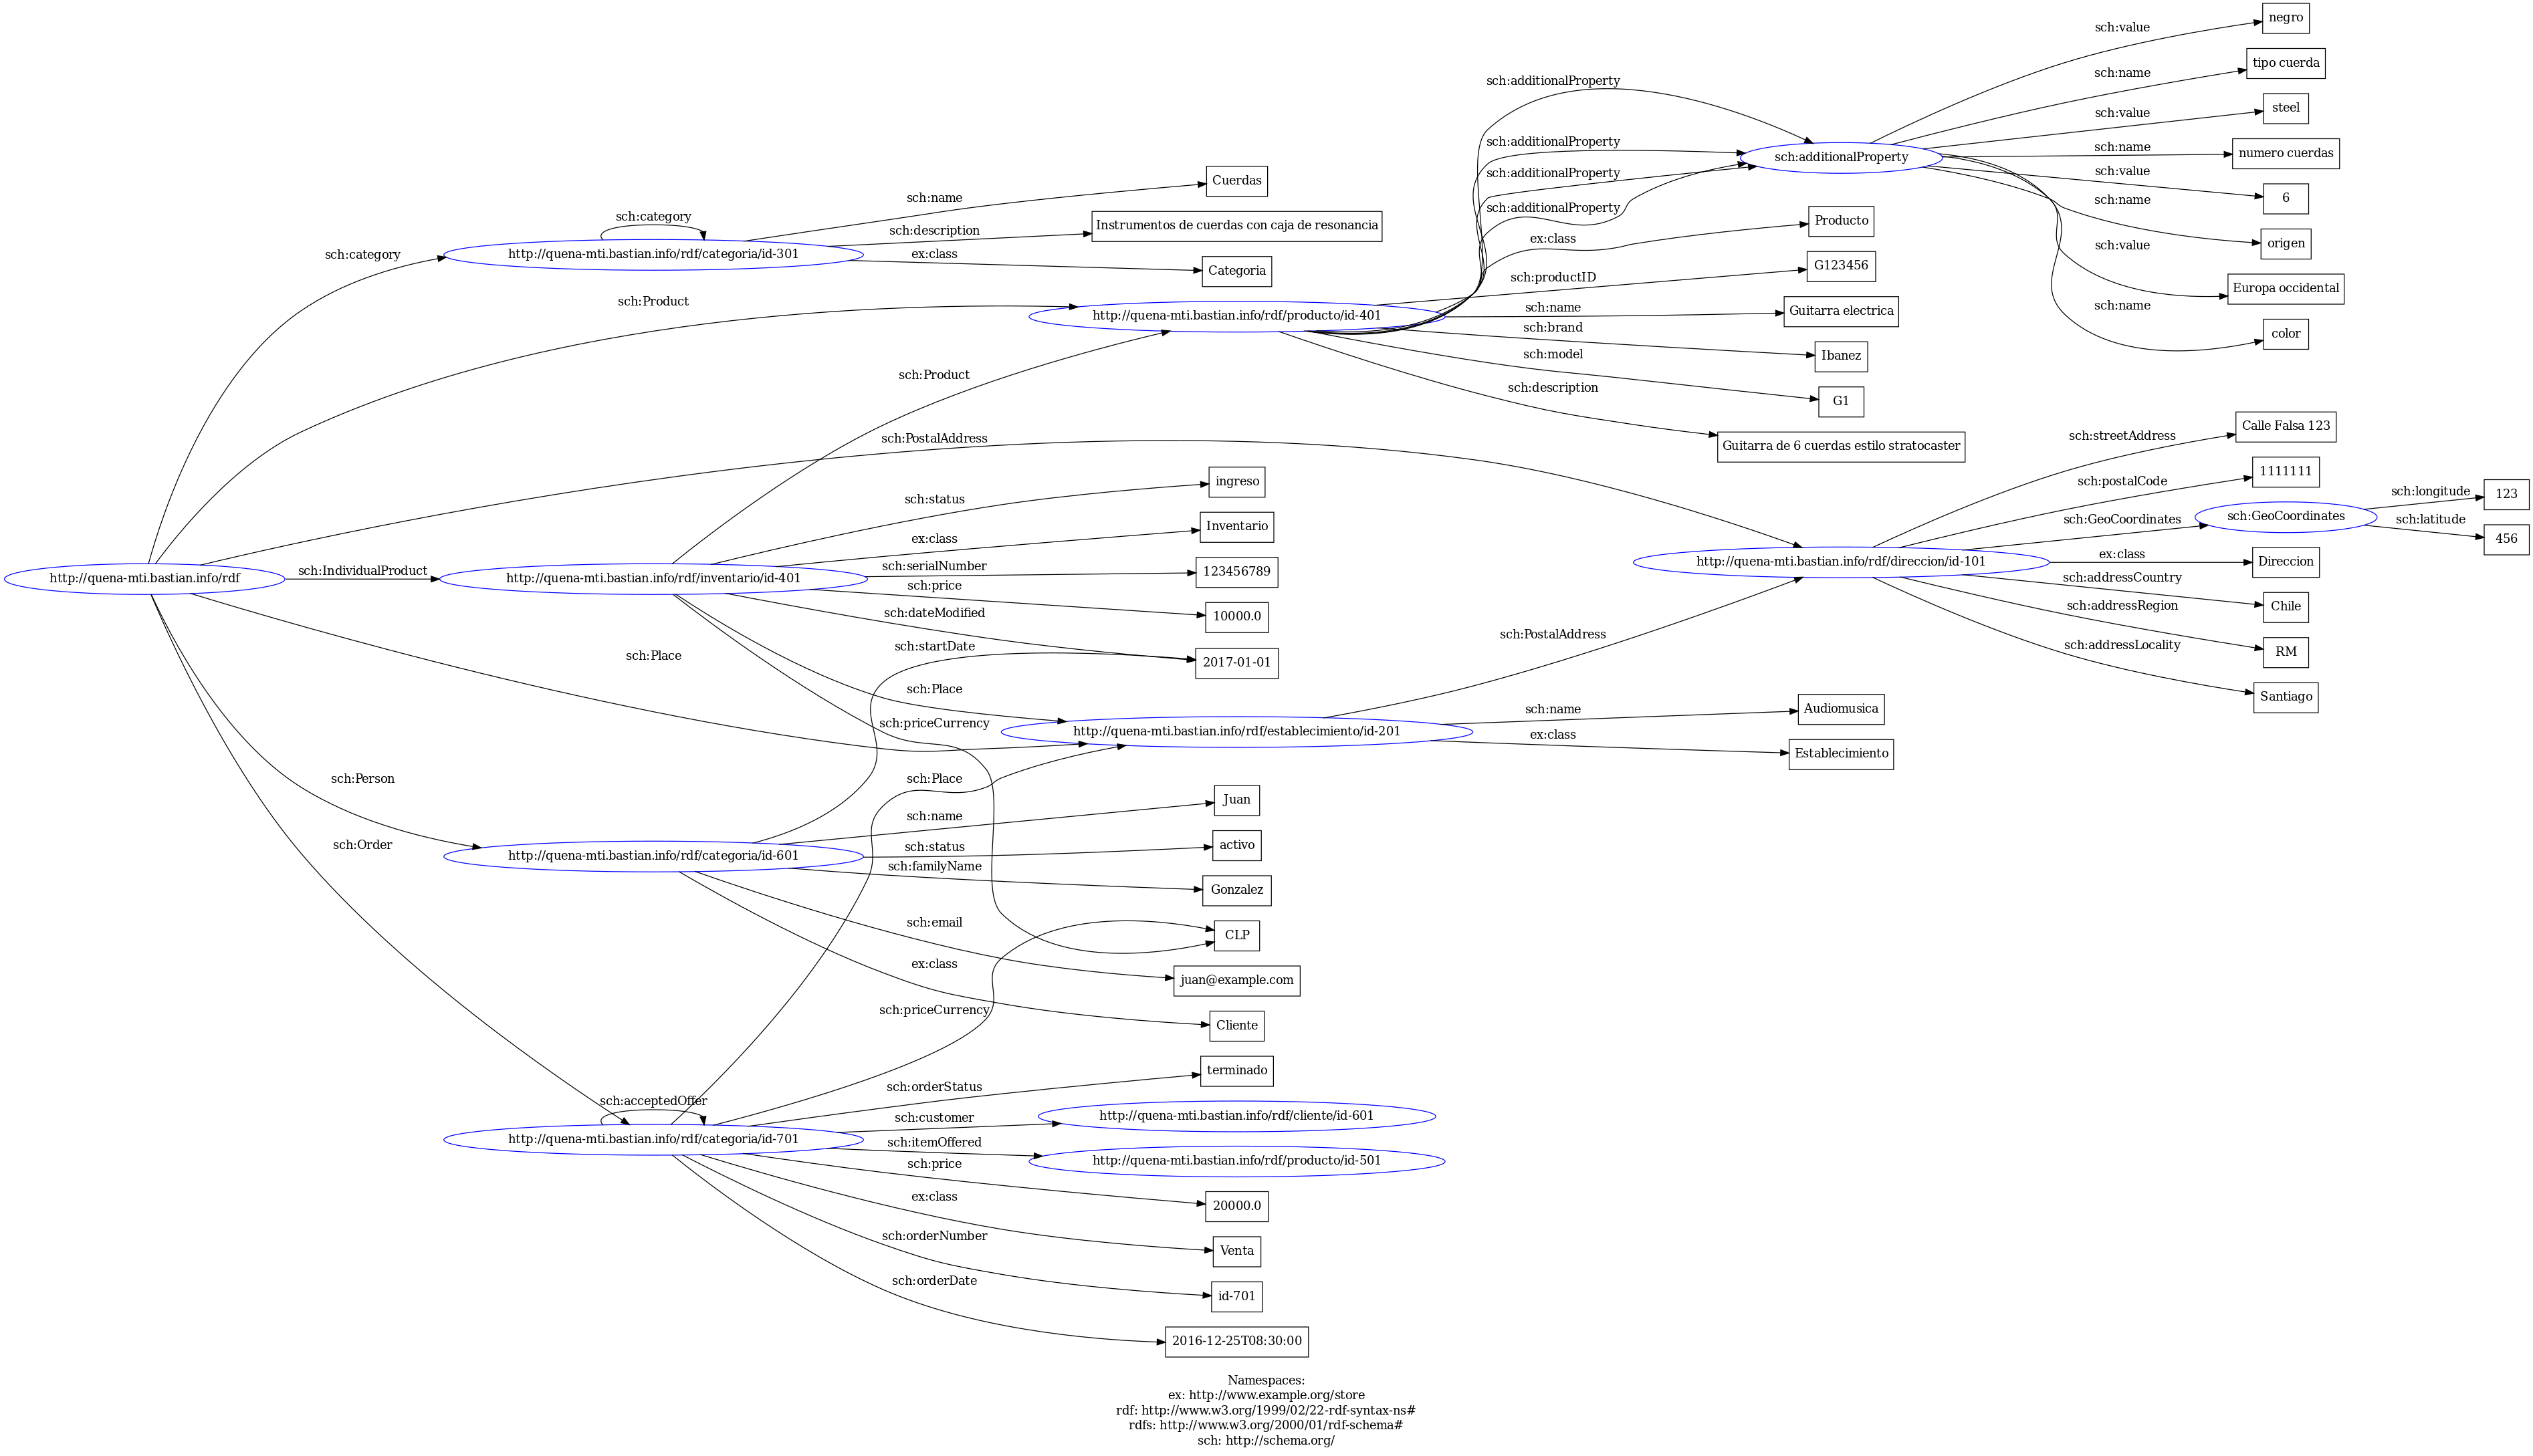 negro
sch:value
tipo cuerda
sch:name
sch:additionalProperty
steel
sch:value
sch:additionalProperty
numero cuerdas
sch:name
sch:additionalProperty
sch:additionalProperty
sch:additionalProperty
6
sch:value
sch:name
origen
sch:value
Europa occidental
sch:name
color
Cuerdas
sch:name
sch:category
Instrumentos de cuerdas con caja de resonancia
sch:description
http://quena-mti.bastian.info/rdf/categoria/id-301
ex:class
Categoria
sch:category
Producto
ex:class
G123456
sch:productID
sch:Product
http://quena-mti.bastian.info/rdf/producto/id-401
sch:name
Guitarra electrica
sch:brand
Ibanez
sch:model
G1
sch:Product
sch:description
Guitarra de 6 cuerdas estilo stratocaster
sch:PostalAddress
sch:streetAddress
Calle Falsa 123
sch:postalCode
1111111
sch:longitude
123
sch:GeoCoordinates
sch:GeoCoordinates
sch:latitude
456
http://quena-mti.bastian.info/rdf/direccion/id-101
ex:class
Direccion
sch:addressCountry
Chile
sch:addressRegion
RM
sch:addressLocality
Santiago
sch:status
ingreso
ex:class
Inventario
http://quena-mti.bastian.info/rdf
sch:IndividualProduct
http://quena-mti.bastian.info/rdf/inventario/id-401
sch:serialNumber
123456789
sch:price
10000.0
sch:dateModified
sch:startDate
2017-01-01
sch:PostalAddress
sch:Place
sch:Place
sch:priceCurrency
http://quena-mti.bastian.info/rdf/establecimiento/id-201
sch:name
Audiomusica
ex:class
Establecimiento
sch:Person
sch:Place
Juan
sch:name
sch:Order
http://quena-mti.bastian.info/rdf/categoria/id-601
sch:status
activo
sch:familyName
Gonzalez
sch:email
CLP
juan@example.com
ex:class
Cliente
sch:priceCurrency
terminado
sch:orderStatus
sch:acceptedOffer
http://quena-mti.bastian.info/rdf/categoria/id-701
sch:customer
http://quena-mti.bastian.info/rdf/cliente/id-601
sch:itemOffered
http://quena-mti.bastian.info/rdf/producto/id-501
sch:price
20000.0
ex:class
Venta
sch:orderNumber
id-701
sch:orderDate
2016-12-25T08:30:00
Namespaces:
ex: http://www.example.org/store
rdf: http://www.w3.org/1999/02/22-rdf-syntax-ns#
rdfs: http://www.w3.org/2000/01/rdf-schema#
sch: http://schema.org/